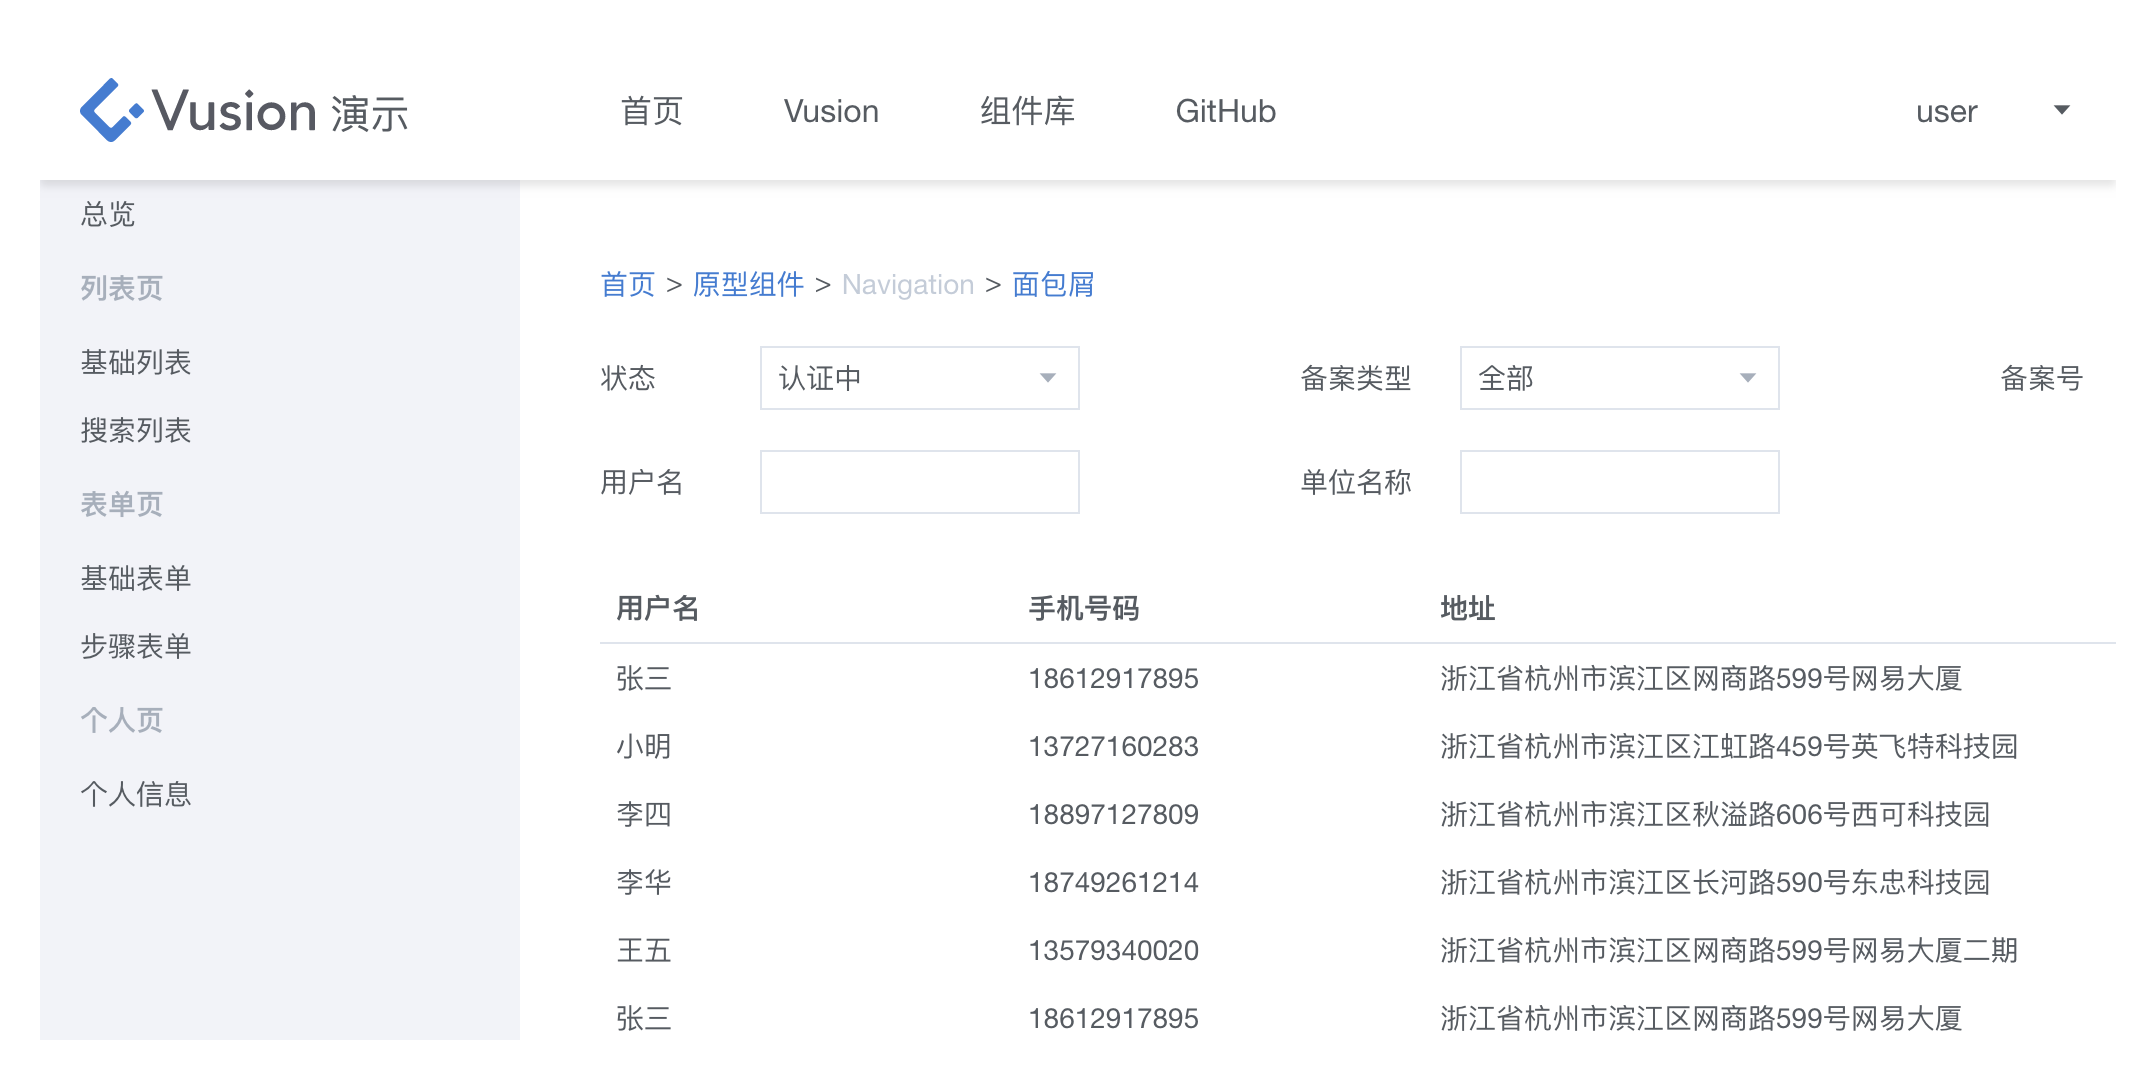 Vusion 演示 首页 Vusion 组件库 GitHub user
总览
列表页
基础列表
搜索列表
表单页
基础表单
步骤表单
个人页
个人信息
首页 > 原型组件 > Navigation > 面包屑
状态 认证中 备案类型 全部 备案号
用户名 单位名称
用户名 手机号码 地址
张三 18612917895 浙江省杭州市滨江区网商路599号网易大厦
小明 13727160283 浙江省杭州市滨江区江虹路459号英飞特科技园
李四 18897127809 浙江省杭州市滨江区秋溢路606号西可科技园
李华 18749261214 浙江省杭州市滨江区长河路590号东忠科技园
王五 13579340020 浙江省杭州市滨江区网商路599号网易大厦二期
张三 18612917895 浙江省杭州市滨江区网商路599号网易大厦